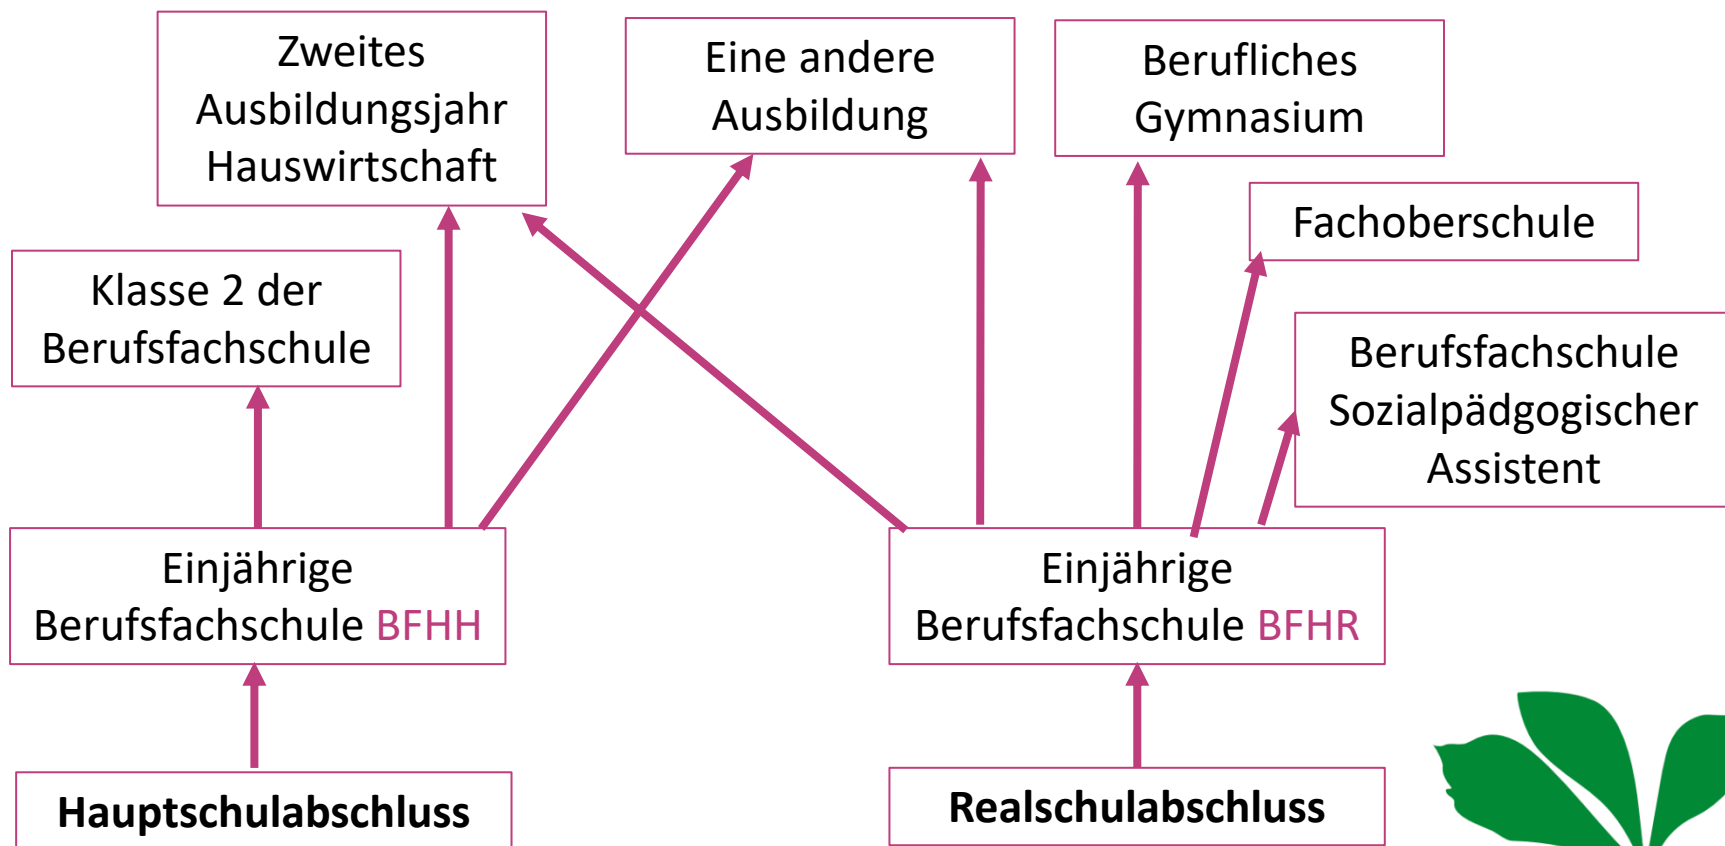 Zweites
Ausbildungsjahr
Hauswirtschaft
Eine andere
Ausbildung
Berufliches
Gymnasium
Fachoberschule
Klasse 2 der
Berufsfachschule
Berufsfachschule
Sozialpädgogischer
Assistent
Einjährige
Berufsfachschule BFHH
Einjährige
Berufsfachschule BFHR
Hauptschulabschluss
Realschulabschluss